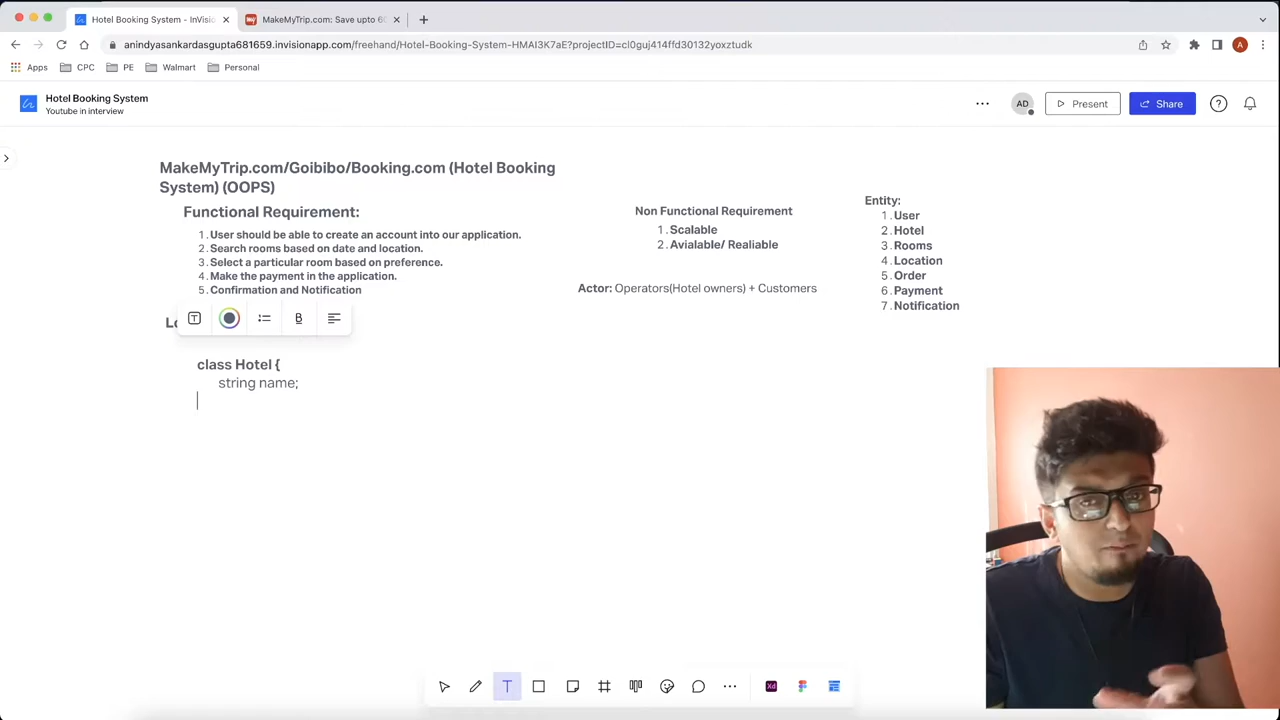 Hotel Booking System - InVisio
MakeMyTrip.com: Save upto 60
anindyasankardasgupta681659.invisionapp.com/freehand/Hotel-Booking-System-HMAI3K7aE?projectID=cl0guj414ffd30132yoxztudk
A
Apps
CPC
PE
Walmart
Personal
Hotel Booking System
Youtube in interview
AD
Present
Share
MakeMyTrip.com/Goibibo/Booking.com (Hotel Booking
System) (OOPS)
Functional Requirement:
1. User should be able to create an account into our application.
2. Search rooms based on date and location.
3. Select a particular room based on preference.
4. Make the payment in the application.
5. Confirmation and Notification
Non Functional Requirement
1. Scalable
2. Avialable/ Realiable
Actor: Operators(Hotel owners) + Customers
Entity:
1. User
2. Hotel
3. Rooms
4. Location
5. Order
6. Payment
7. Notification
class Hotel {
string name;
Xd